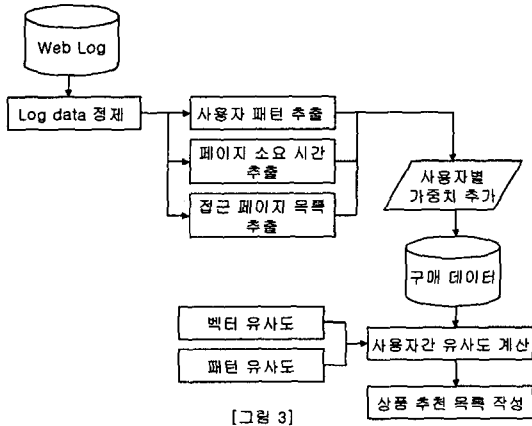 Web Log
Log data 정제
사용자 패턴 추출
페이지 소요 시간
추출
접근 페이지 목록
추출
사용자별
가중치 추가
구매 데이터
벡터 유사도
패턴 유사도
사용자간 유사도 계산
상품 추천 목록 작성
[그림 3]